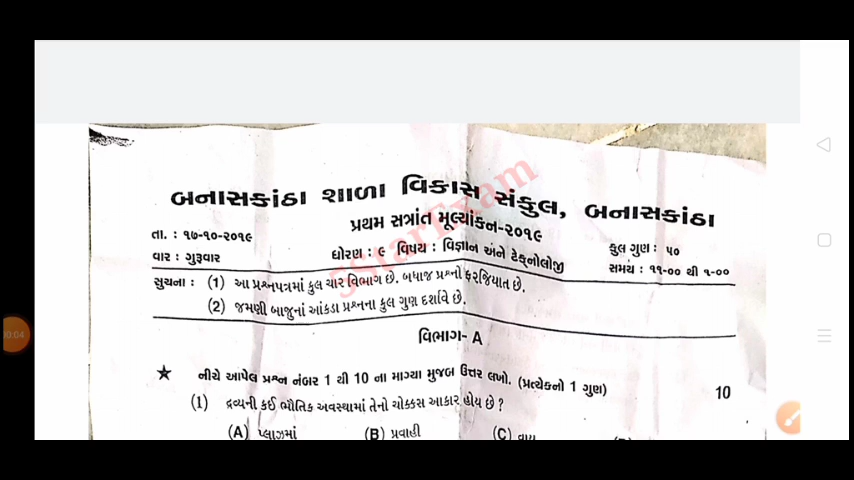 બનાસકાંઠા શાળા વિકાસ સંકુલ, બનાસકાંઠા
પ્રથમ સત્રાંત મૂલ્યાંકન-૨૦૧૯
તા. : ૧૭-૧૦-૨૦૧૯
ધોરણ : ૯ વિષય : વિજ્ઞાન અને ટેક્નોલોજી
કુલ ગુણ : ૫૦
વાર : ગુરૂવાર
સમય : ૧૧-૦૦ થી ૧-૦૦
સુચના : (1) આ પ્રશ્નપત્રમાં કુલ ચાર વિભાગ છે. બધાજ પ્રશ્નો ફરજિયાત છે.
(2) જમણી બાજુનાં આંકડા પ્રશ્નના કુલ ગુણ દર્શાવે છે.
5StarExam
વિભાગ- A
★ નીચે આપેલ પ્રશ્ન નંબર 1 થી 10 ના માગ્યા મુજબ ઉત્તર લખો. (પ્રત્યેકનો 1 ગુણ) 10
(1) દ્રવ્યની કઈ ભૌતિક અવસ્થામાં તેનો ચોક્કસ આકાર હોય છે ?
(A) પ્લાઝમાં (B) પ્રવાહી (C) વાયુ
00:04